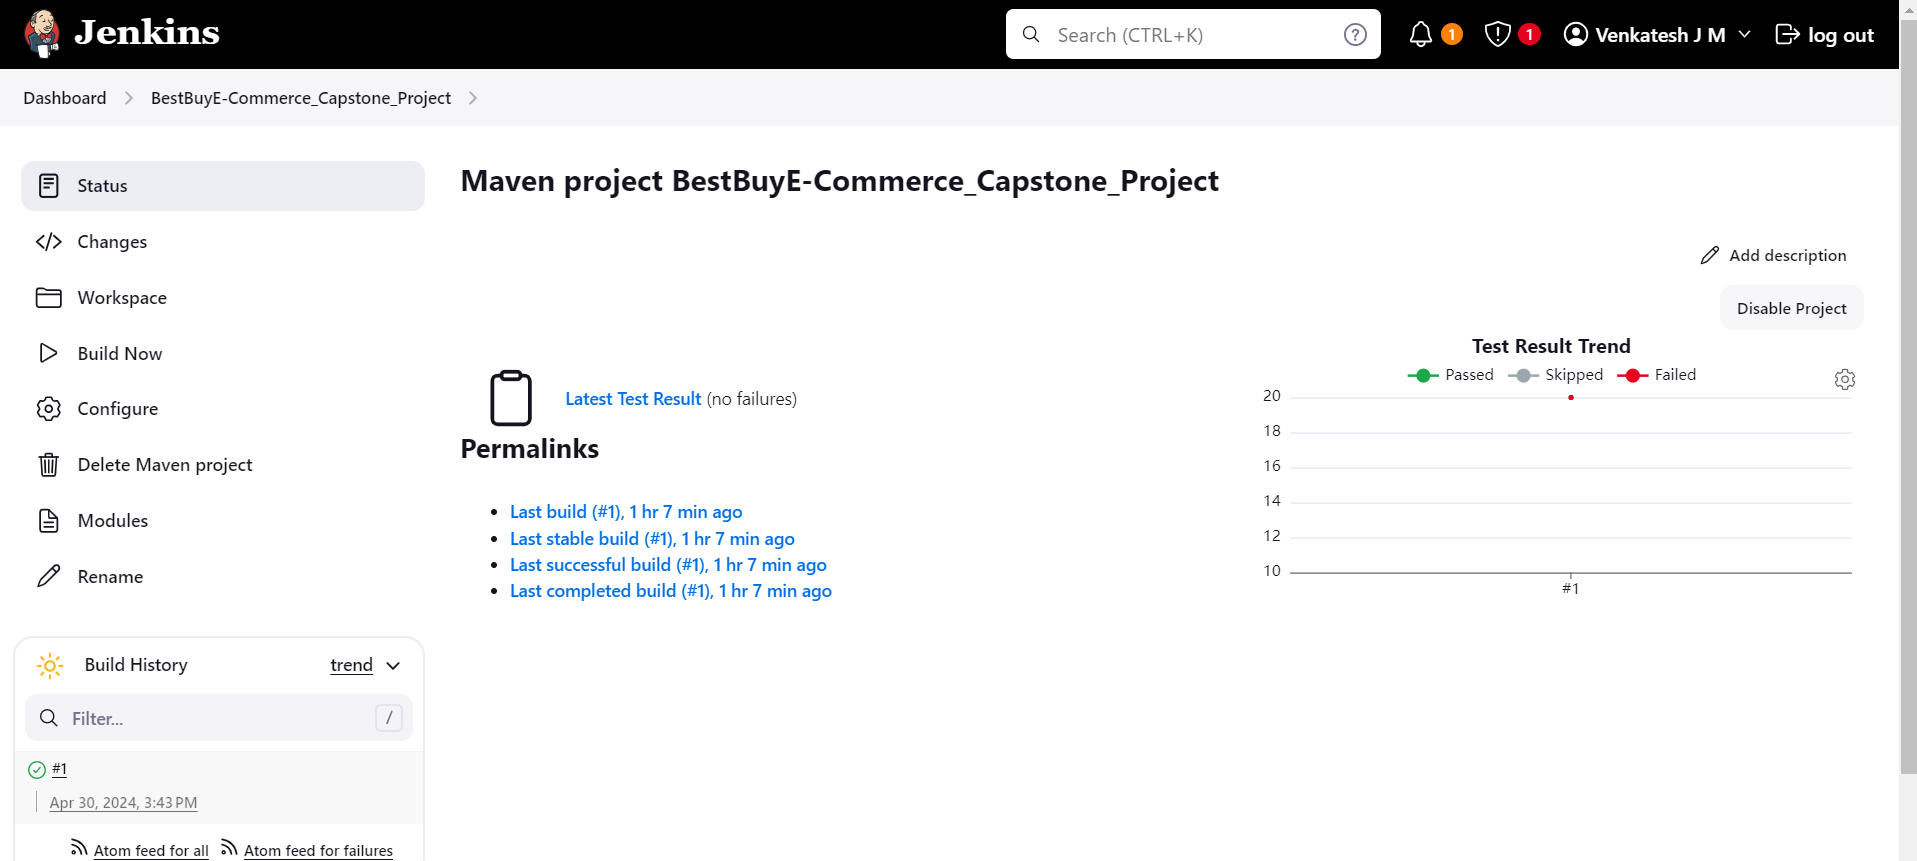 Jenkins
Search (CTRL+K)
?
1
1
Venkatesh J M
log out
Dashboard
BestBuyE-Commerce_Capstone_Project
Status
Changes
Workspace
Build Now
Configure
Delete Maven project
Modules
Rename
Build History
trend
Filter...
/
#1
Apr 30, 2024, 3:43 PM
Atom feed for all
Atom feed for failures
Maven project BestBuyE-Commerce_Capstone_Project
Add description
Disable Project
Latest Test Result (no failures)
Permalinks
Last build (#1), 1 hr 7 min ago
Last stable build (#1), 1 hr 7 min ago
Last successful build (#1), 1 hr 7 min ago
Last completed build (#1), 1 hr 7 min ago
Test Result Trend
Passed Skipped Failed
20
18
16
14
12
10
#1